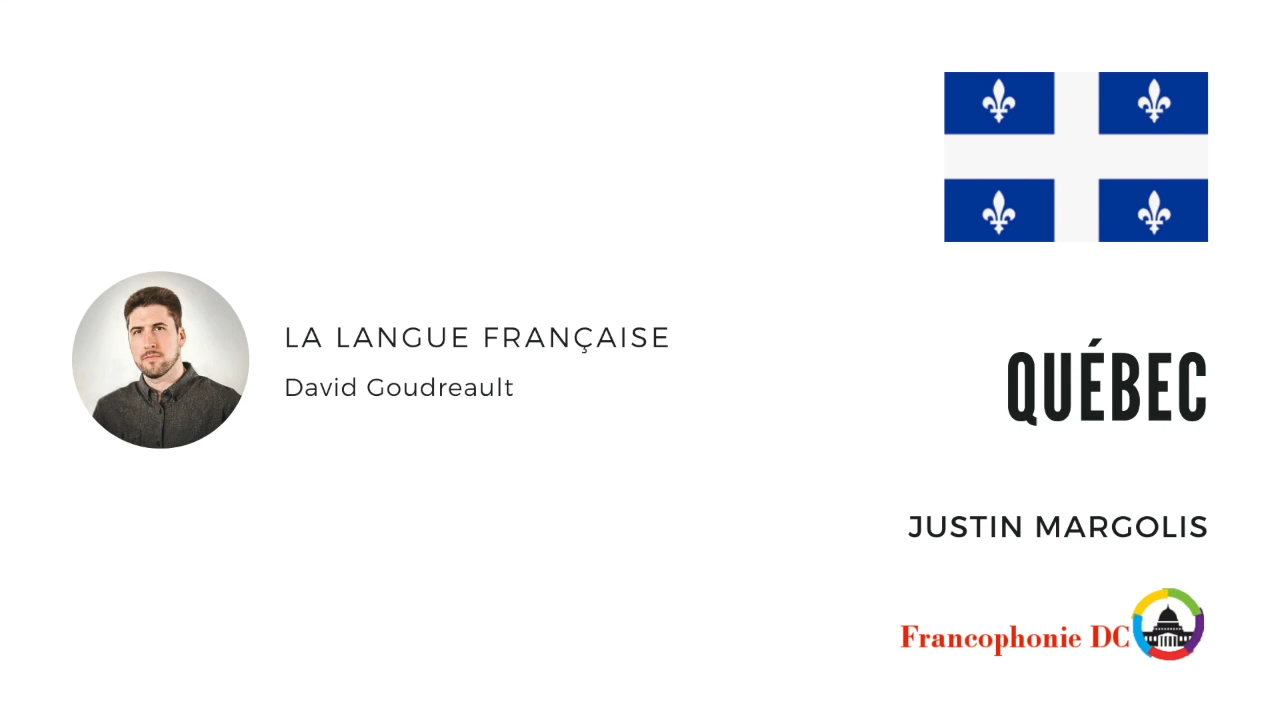 LA LANGUE FRANÇAISE
David Goudreault
QUÉBEC
JUSTIN MARGOLIS
Francophonie DC